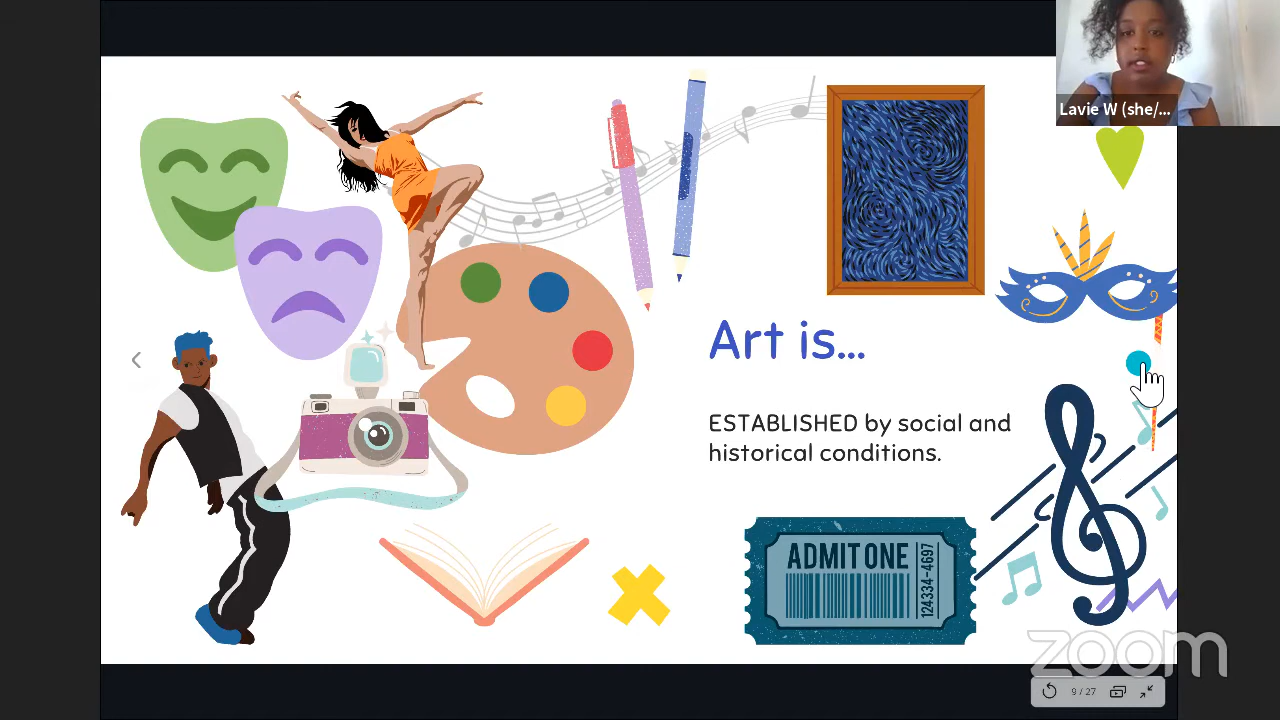 Lavie W (she/...
Art is...
ESTABLISHED by social and
historical conditions.
ADMIT ONE
124334-4697
zoom
9 / 27